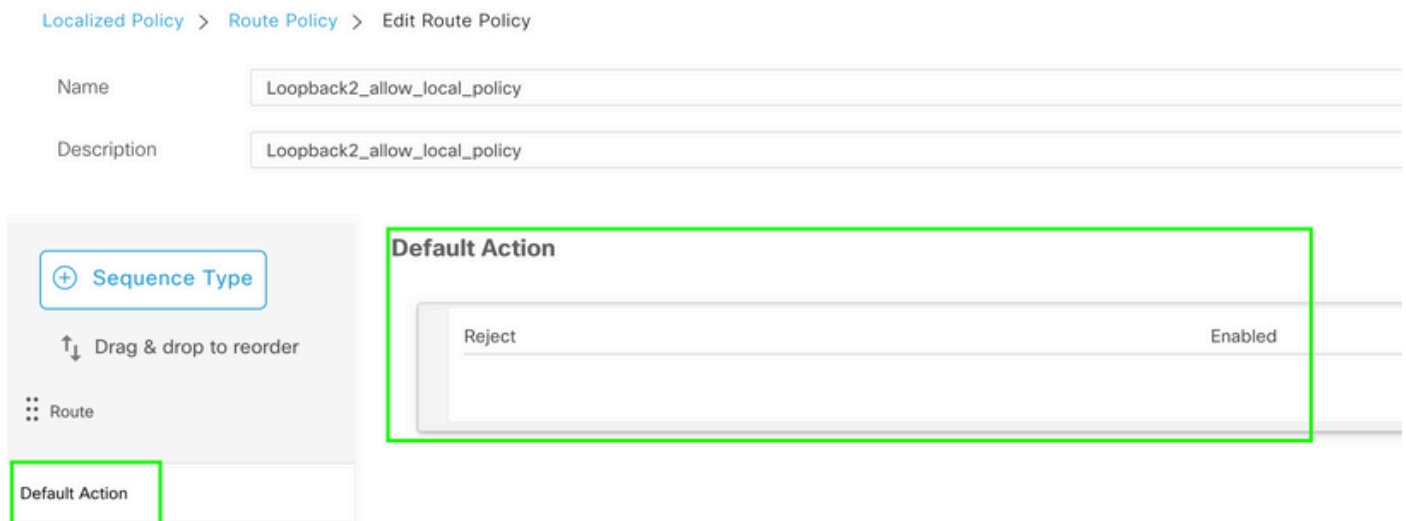 Localized Policy > Route Policy > Edit Route Policy
Name Loopback2_allow_local_policy
Description Loopback2_allow_local_policy
Sequence Type
Drag & drop to reorder
Route
Default Action
Default Action
Reject Enabled